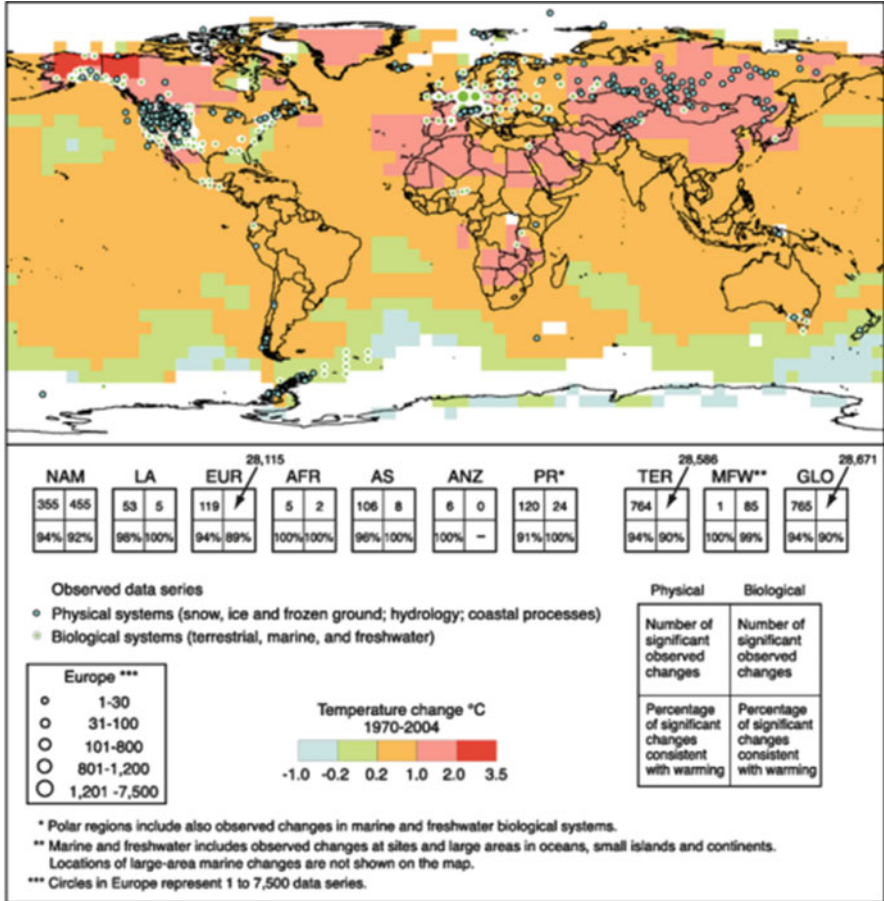 28,115
28,586
28,671
NAM LA EUR AFR AS ANZ PR* TER MFW** GLO
355 455 53 5 119 5 2 106 8 6 0 120 24 764 1 85 765
94% 92% 98% 100% 94% 89% 100% 100% 96% 100% 100% – 91% 100% 94% 90% 100% 99% 94% 90%
Observed data series
Physical systems (snow, ice and frozen ground; hydrology; coastal processes)
Biological systems (terrestrial, marine, and freshwater)
Physical Biological
Number of significant observed changes
Number of significant observed changes
Percentage of significant changes consistent with warming
Percentage of significant changes consistent with warming
Europe ***
1-30
31-100
101-800
801-1,200
1,201 -7,500
Temperature change °C
1970-2004
-1.0 -0.2 0.2 1.0 2.0 3.5
* Polar regions include also observed changes in marine and freshwater biological systems.
** Marine and freshwater includes observed changes at sites and large areas in oceans, small islands and continents.
Locations of large-area marine changes are not shown on the map.
*** Circles in Europe represent 1 to 7,500 data series.